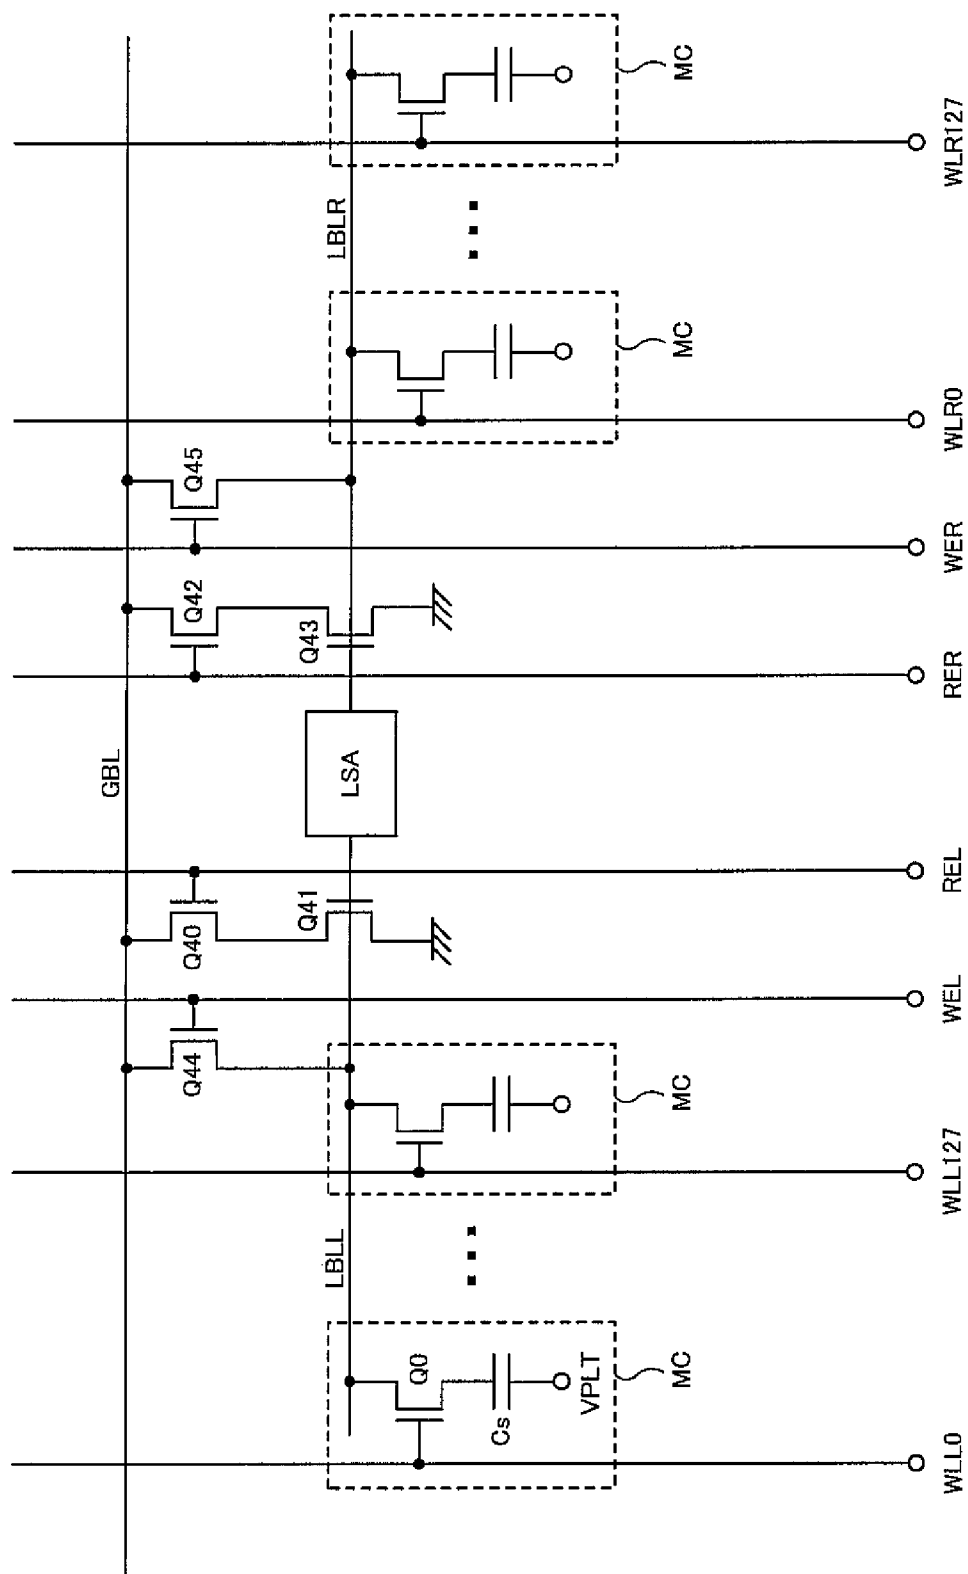 GBL
Q44
Q40
Q42
Q45
Q41
Q43
LSA
LBLL
LBLR
Q0
Cs
VPLT
MC
MC
MC
MC
WLL0
WLL127
WEL
REL
RER
WER
WLR0
WLR127